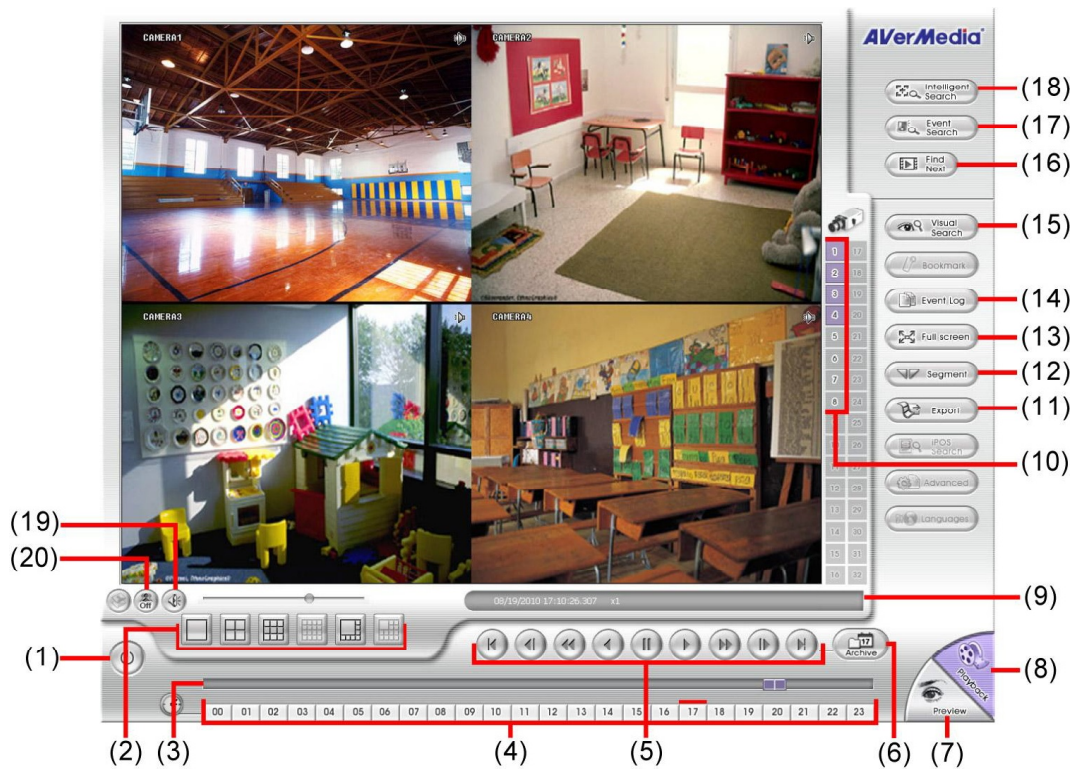 CAMERA1
CAMERA2
AVerMedia
Intelligent
Search
(18)
Event
Search
(17)
Find
Next
(16)
Visual
Search
(15)
1 17
2 18
3 19
4 20
5 21
6 22
7 23
8 24
25
26
27
12
13 29
14 30
15 31
16 32
Bookmark
Event Log
(14)
Full screen
(13)
CAMERA3
CAMERA4
Segment
(12)
Export
(11)
iPOS
Search
(10)
Advanced
Languages
(19)
(20)
Off
08/19/2010 17:10:26.307 x1
(9)
(1)
17
Archive
Playback
(8)
Preview
00 01 02 03 04 05 06 07 08 09 10 11 12 13 14 15 16 17 18 19 20 21 22 23
(2)
(3)
(4)
(5)
(6)
(7)